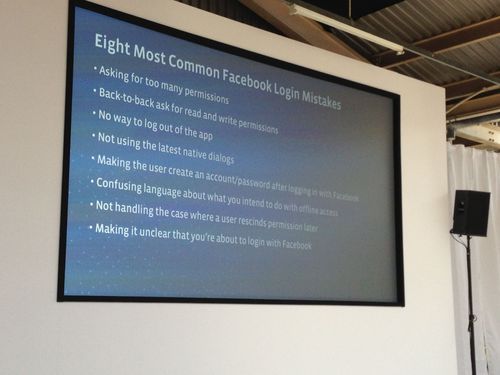 Eight Most Common Facebook Login Mistakes
• Asking for too many permissions
• Back-to-back ask for read and write permissions
• No way to log out of the app
• Not using the latest native dialogs
• Making the user create an account/password after logging in with Facebook
• Confusing language about what you intend to do with offline access
• Not handling the case where a user rescinds permission later
• Making it unclear that you're about to login with Facebook